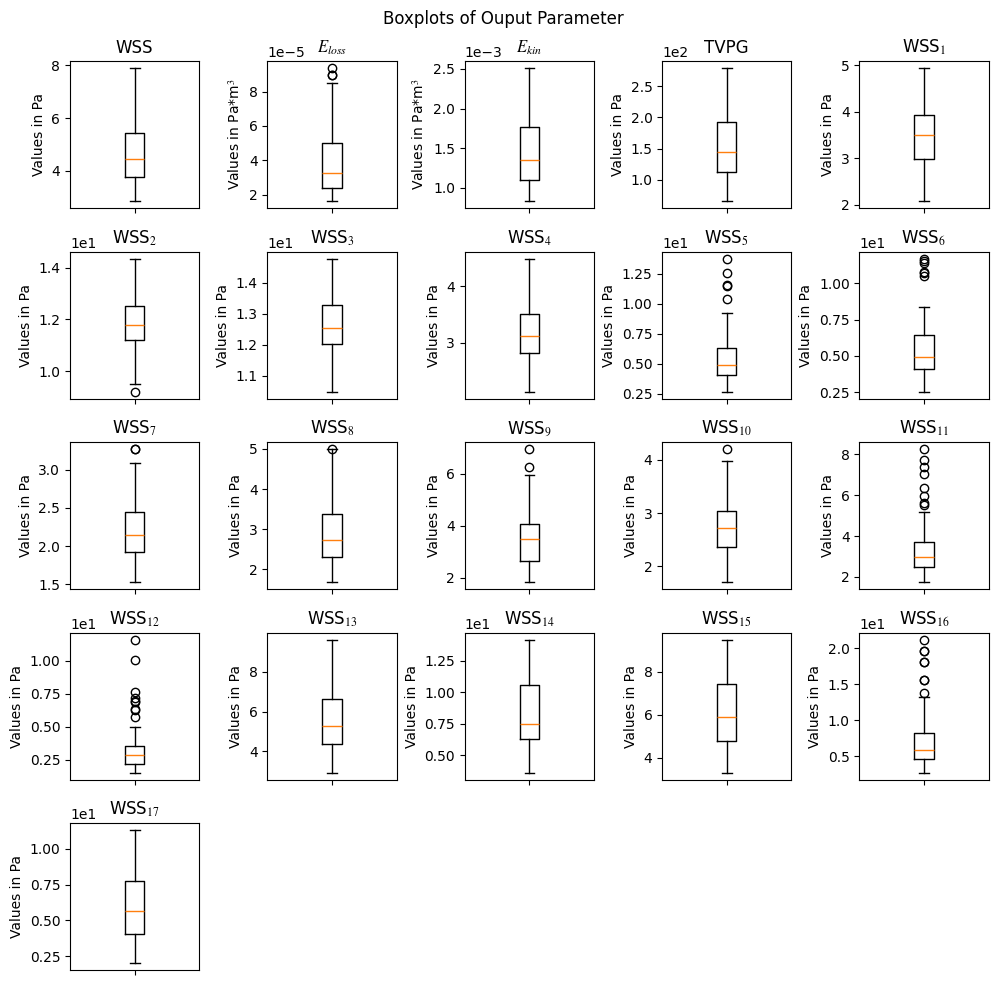 Boxplots of Ouput Parameter
WSS
Values in Pa
8
6
4
E_loss
1e−5
Values in Pa*m³
8
6
4
2
E_kin
1e−3
Values in Pa*m³
2.5
2.0
1.5
1.0
TVPG
1e2
Values in Pa
2.5
2.0
1.5
1.0
WSS₁
Values in Pa
5
4
3
2
WSS₂
1e1
Values in Pa
1.4
1.2
1.0
WSS₃
1e1
Values in Pa
1.4
1.3
1.2
1.1
WSS₄
Values in Pa
4
3
WSS₅
1e1
Values in Pa
1.25
1.00
0.75
0.50
0.25
WSS₆
1e1
Values in Pa
1.00
0.75
0.50
0.25
WSS₇
Values in Pa
3.0
2.5
2.0
1.5
WSS₈
Values in Pa
5
4
3
2
WSS₉
Values in Pa
6
4
2
WSS₁₀
Values in Pa
4
3
2
WSS₁₁
Values in Pa
8
6
4
2
WSS₁₂
1e1
Values in Pa
1.00
0.75
0.50
0.25
WSS₁₃
Values in Pa
8
6
4
WSS₁₄
1e1
Values in Pa
1.25
1.00
0.75
0.50
WSS₁₅
Values in Pa
8
6
4
WSS₁₆
1e1
Values in Pa
2.0
1.5
1.0
0.5
WSS₁₇
1e1
Values in Pa
1.00
0.75
0.50
0.25